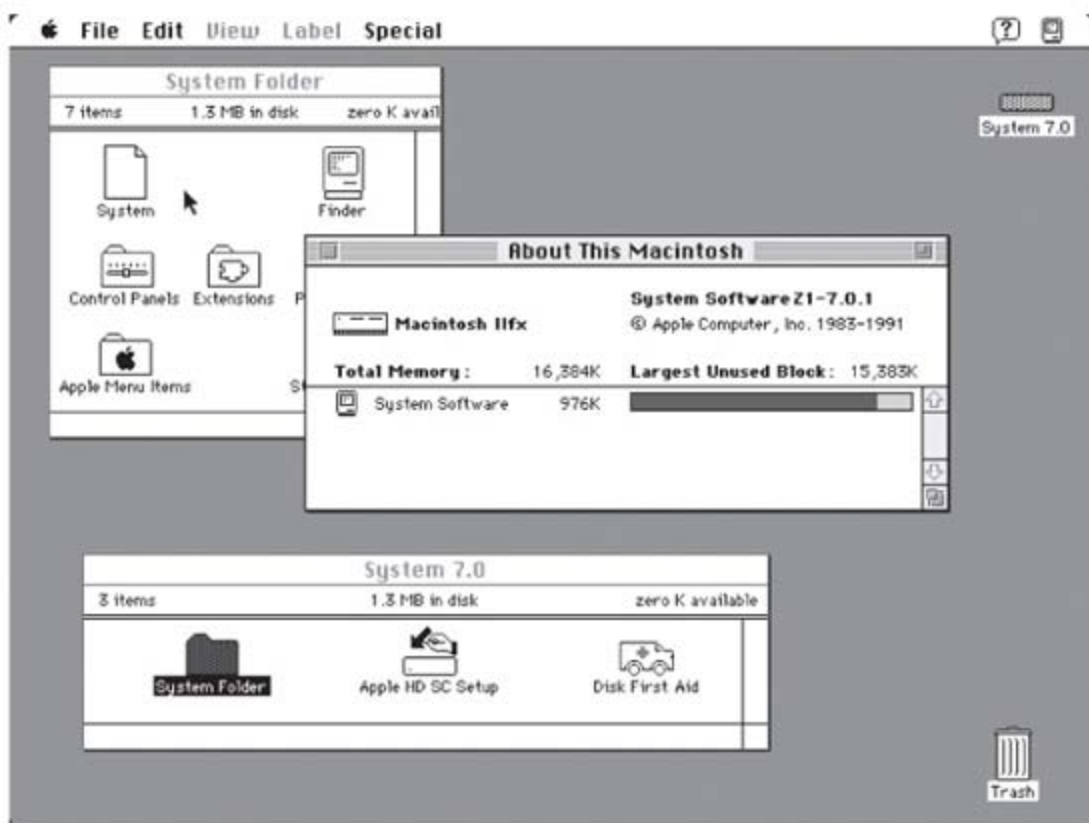 File Edit View Label Special
System Folder
7 items 1.3 MB in disk zero K avail
System Finder
Control Panels Extensions P
Apple Menu Items S
System 7.0
About This Macintosh
System Software Z1-7.0.1
Macintosh IIfx © Apple Computer, Inc. 1983-1991
Total Memory: 16,384K Largest Unused Block: 15,383K
System Software 976K
System 7.0
3 items 1.3 MB in disk zero K available
System Folder Apple HD SC Setup Disk First Aid
Trash